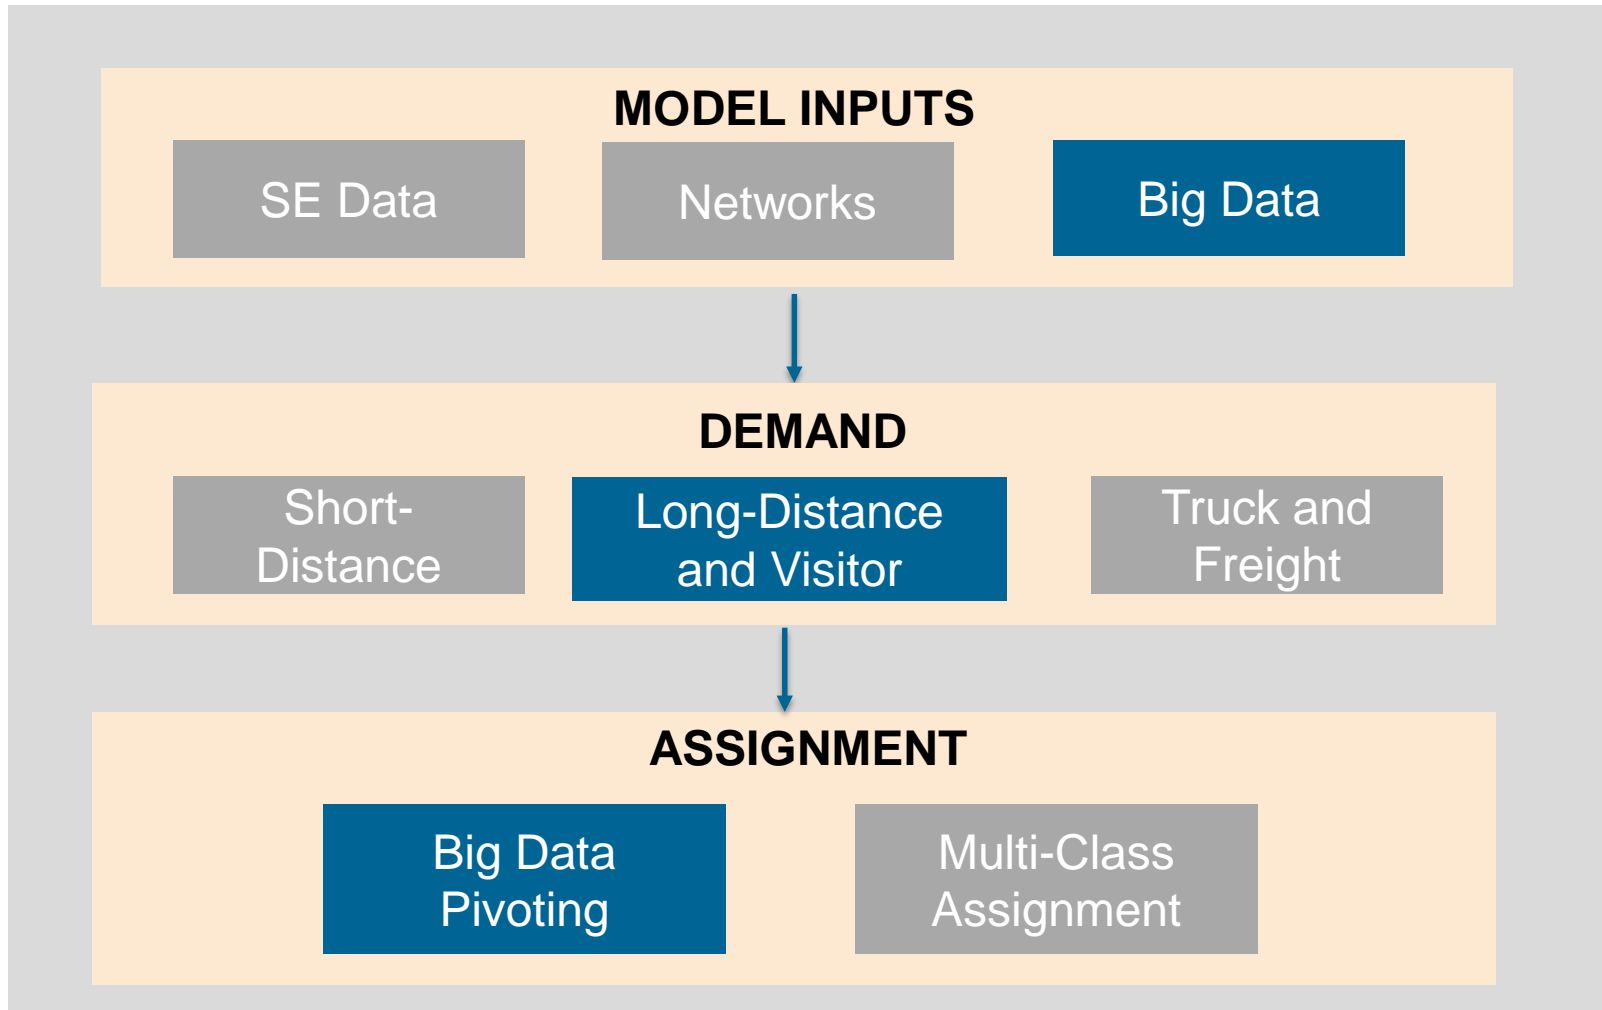 MODEL INPUTS
SE Data
Networks
Big Data
DEMAND
Short-
Distance
Long-Distance
and Visitor
Truck and
Freight
ASSIGNMENT
Big Data
Pivoting
Multi-Class
Assignment